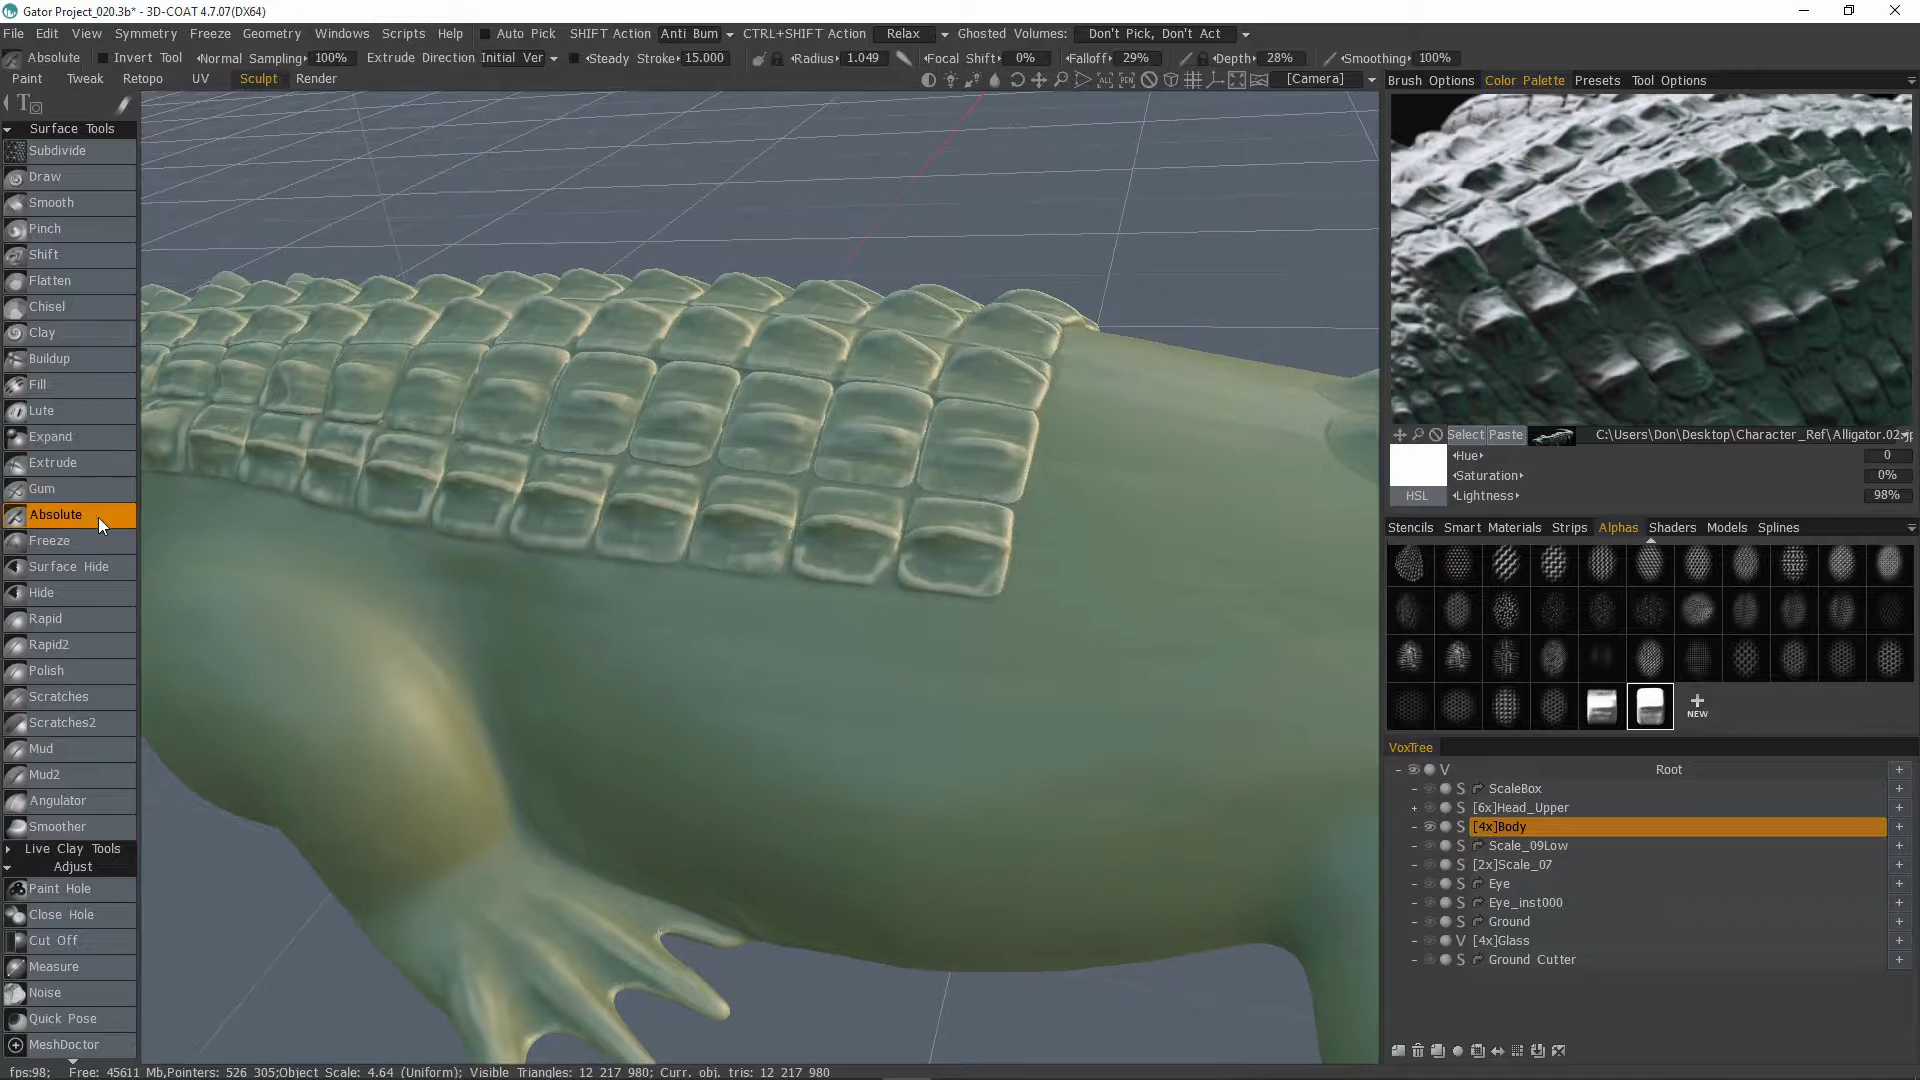 Gator Project_020.3b* - 3D-COAT 4.7.07(DX64)
File Edit View Symmetry Freeze Geometry Windows Scripts Help Auto Pick SHIFT Action Anti Bum CTRL+SHIFT Action Relax Ghosted Volumes: Don't Pick, Don't Act
Absolute Invert Tool Normal Sampling 100% Extrude Direction Initial Ver Steady Stroke 15.000 Radius 1.049 Focal Shift 0% Falloff 29% Depth 28% Smoothing 100%
Paint Tweak Retopo UV Sculpt Render ALL PEN [Camera]
Brush Options Color Palette Presets Tool Options
Surface Tools
Subdivide
Draw
Smooth
Pinch
Shift
Flatten
Chisel
Clay
Buildup
Fill
Lute
Expand
Extrude
Gum
Absolute
Freeze
Surface Hide
Hide
Rapid
Rapid2
Polish
Scratches
Scratches2
Mud
Mud2
Angulator
Smoother
Live Clay Tools
Adjust
Paint Hole
Close Hole
Cut Off
Measure
Noise
Quick Pose
MeshDoctor
Select Paste C:\Users\Don\Desktop\Character_Ref\Alligator.02
Hue 0
Saturation 0%
HSL Lightness 98%
Stencils Smart Materials Strips Alphas Shaders Models Splines
NEW
VoxTree
V Root
S ScaleBox
S [6x]Head_Upper
S [4x]Body
S Scale_09Low
S [2x]Scale_07
S Eye
S Eye_inst000
S Ground
V [4x]Glass
S Ground Cutter
fps:98; Free: 45611 Mb,Pointers: 526 305;Object Scale: 4.64 (Uniform); Visible Triangles: 12 217 980; Curr. obj. tris: 12 217 980